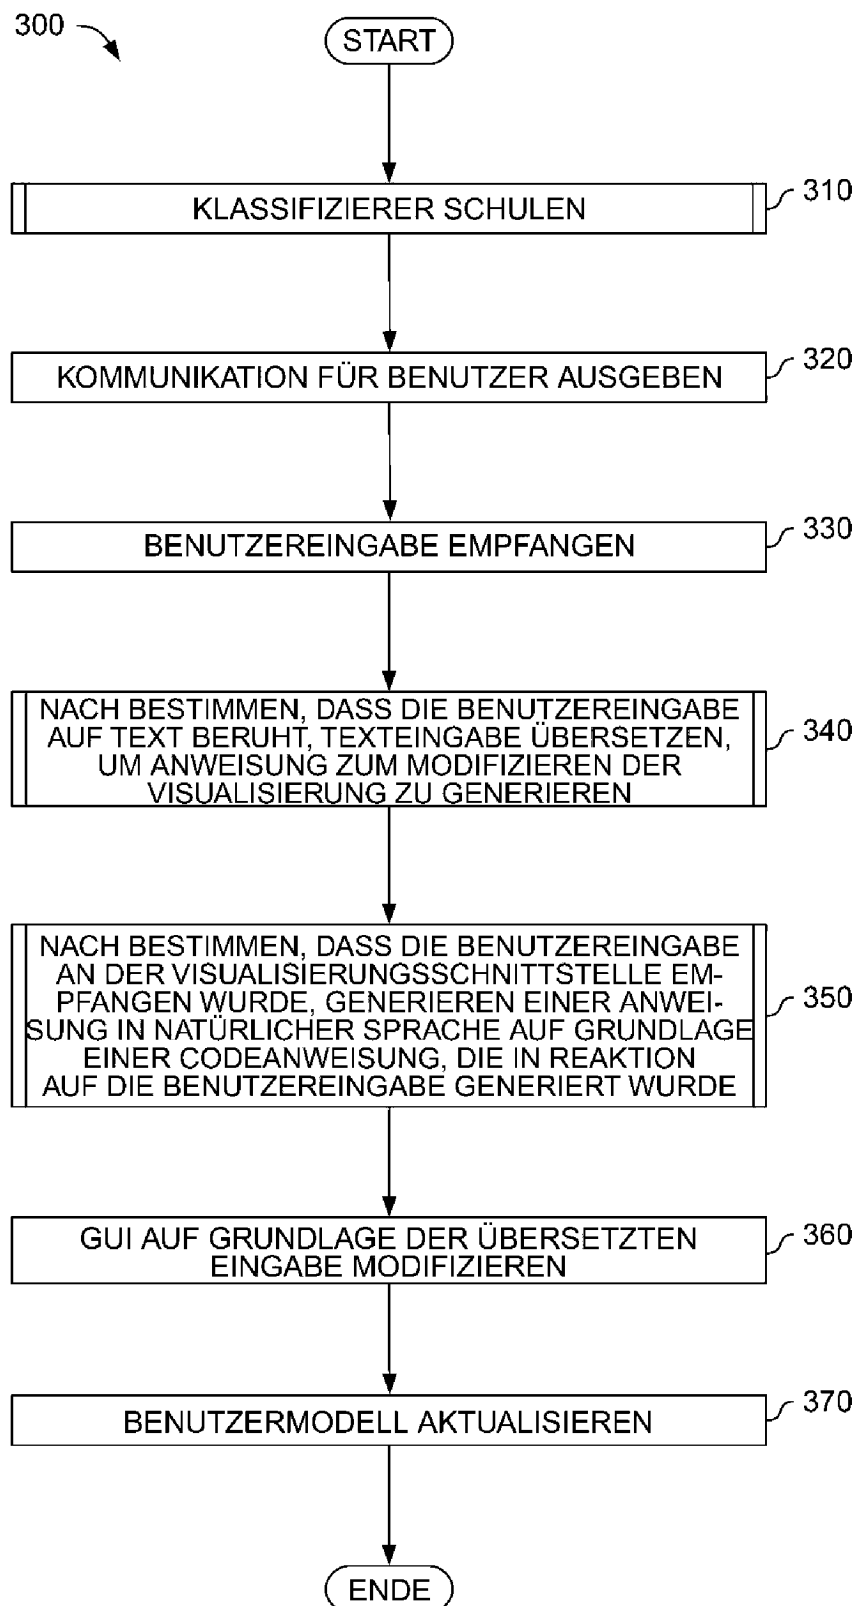 300
START
KLASSIFIZIERER SCHULEN
310
KOMMUNIKATION FÜR BENUTZER AUSGEBEN
320
BENUTZEREINGABE EMPFANGEN
330
NACH BESTIMMEN, DASS DIE BENUTZEREINGABE
AUF TEXT BERUHT, TEXTEINGABE ÜBERSETZEN,
UM ANWEISUNG ZUM MODIFIZIEREN DER
VISUALISIERUNG ZU GENERIEREN
340
NACH BESTIMMEN, DASS DIE BENUTZEREINGABE
AN DER VISUALISIERUNGSSCHNITTSTELLE EM-
PFANGEN WURDE, GENERIEREN EINER ANWEI-
SUNG IN NATÜRLICHER SPRACHE AUF GRUNDLAGE
EINER CODEANWEISUNG, DIE IN REAKTION
AUF DIE BENUTZEREINGABE GENERIERT WURDE
350
GUI AUF GRUNDLAGE DER ÜBERSETZTEN
EINGABE MODIFIZIEREN
360
BENUTZERMODELL AKTUALISIEREN
370
ENDE